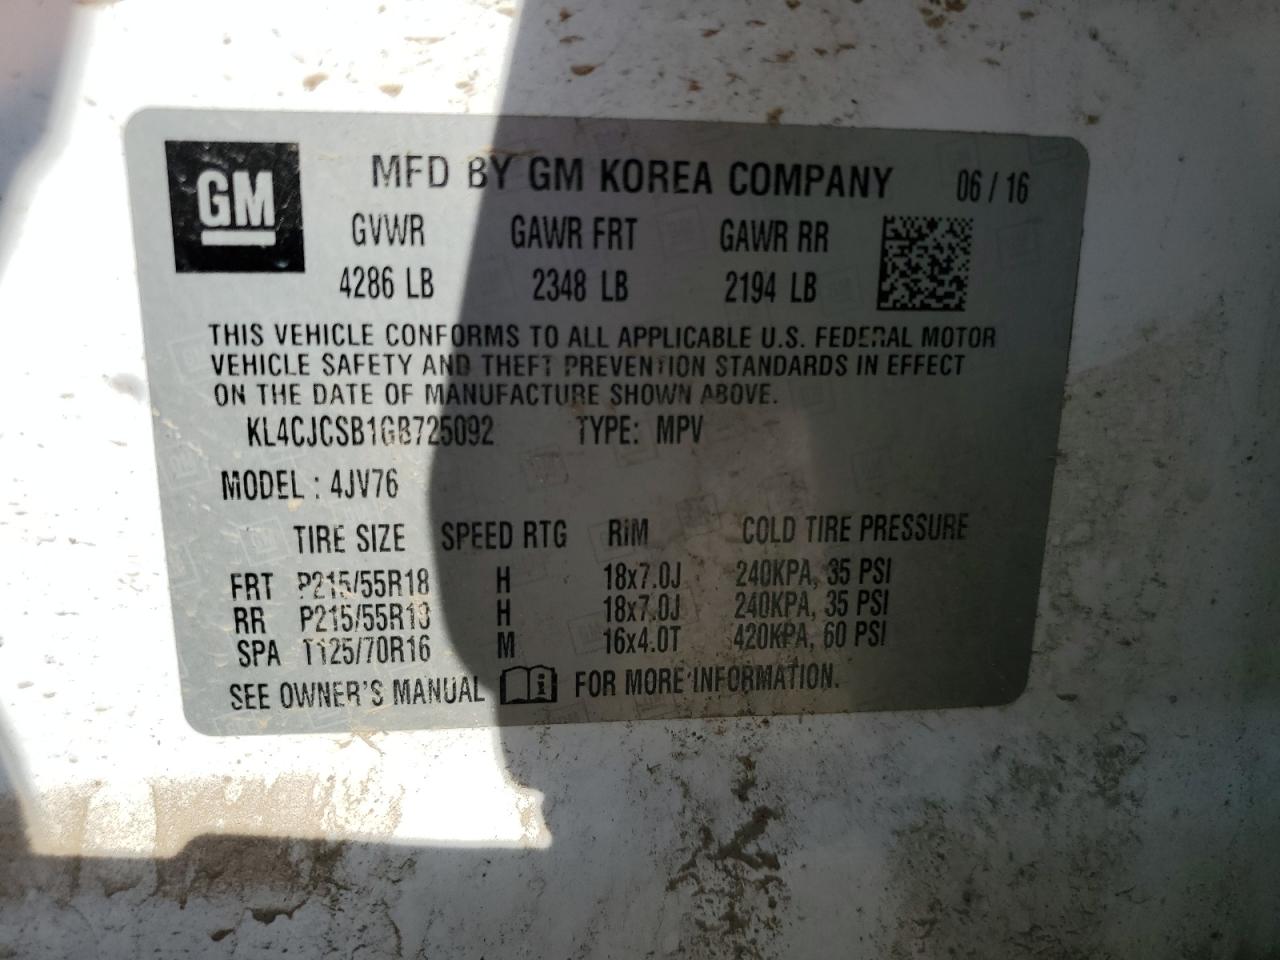 GM
MFD BY GM KOREA COMPANY 06 / 16
GVWR GAWR FRT GAWR RR
4286 LB 2348 LB 2194 LB
THIS VEHICLE CONFORMS TO ALL APPLICABLE U.S. FEDERAL MOTOR
VEHICLE SAFETY AND THEFT PREVENTION STANDARDS IN EFFECT
ON THE DATE OF MANUFACTURE SHOWN ABOVE.
KL4CJCSB1GB725092 TYPE: MPV
MODEL : 4JV76
TIRE SIZE SPEED RTG RIM COLD TIRE PRESSURE
FRT P215/55R18 H 18x7.0J 240KPA, 35 PSI
RR P215/55R18 H 18x7.0J 240KPA, 35 PSI
SPA T125/70R16 M 16x4.0T 420KPA, 60 PSI
SEE OWNER'S MANUAL i FOR MORE INFORMATION.